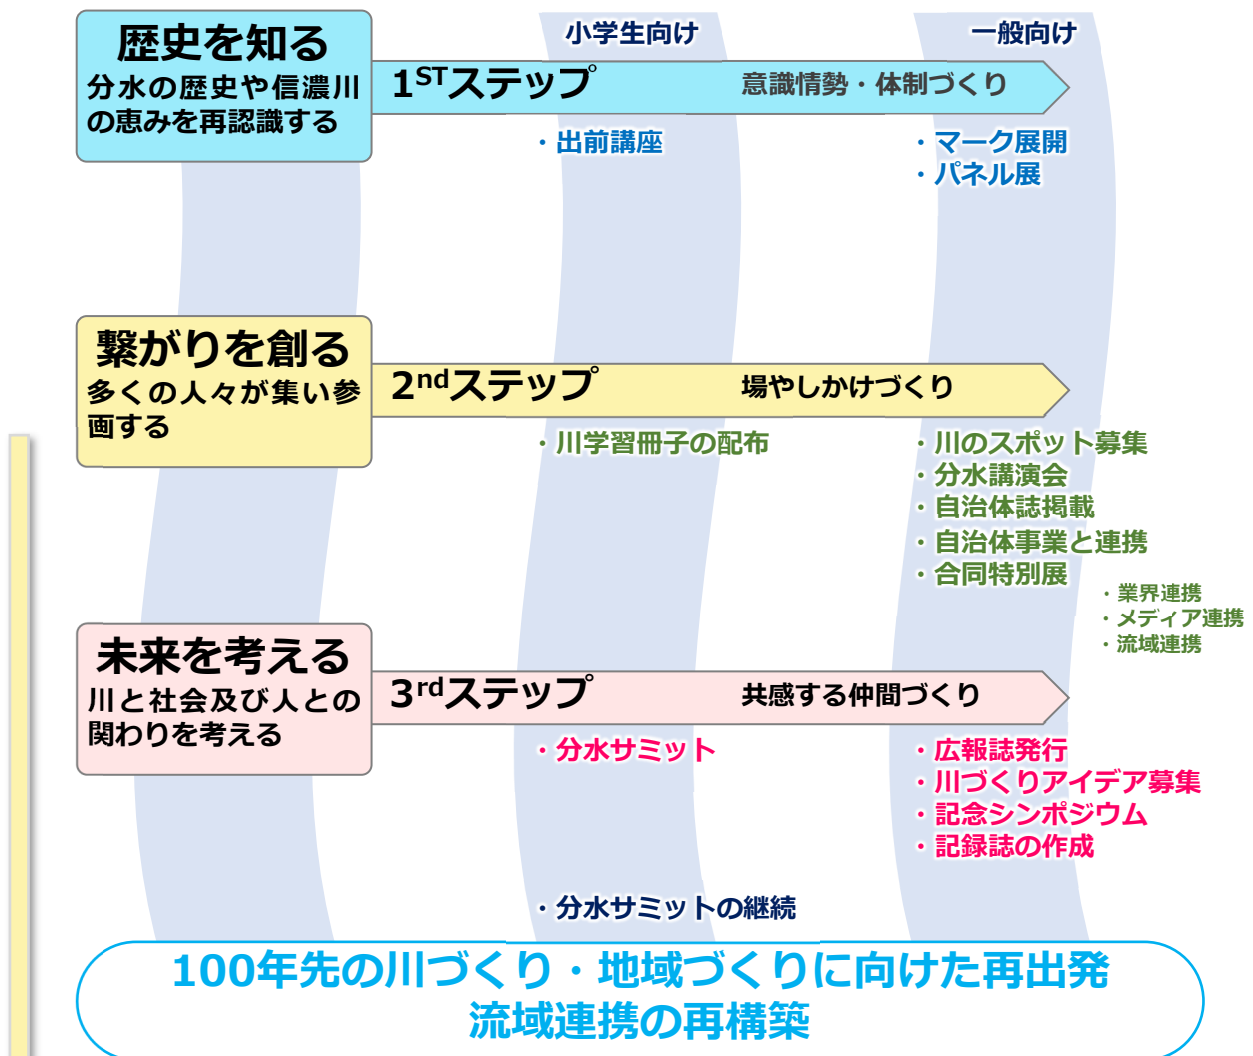 小学生向け
一般向け
歴史を知る
分水の歴史や信濃川
の恵みを再認識する
1STステップ
意識情勢・体制づくり
・出前講座
・マーク展開
・パネル展
繋がりを創る
多くの人々が集い参
画する
2ndステップ
場やしかけづくり
・川学習冊子の配布
・川のスポット募集
・分水講演会
・自治体誌掲載
・自治体事業と連携
・合同特別展
・業界連携
・メディア連携
・流域連携
未来を考える
川と社会及び人との
関わりを考える
3rdステップ
共感する仲間づくり
・分水サミット
・広報誌発行
・川づくりアイデア募集
・記念シンポジウム
・記録誌の作成
・分水サミットの継続
100年先の川づくり・地域づくりに向けた再出発
流域連携の再構築